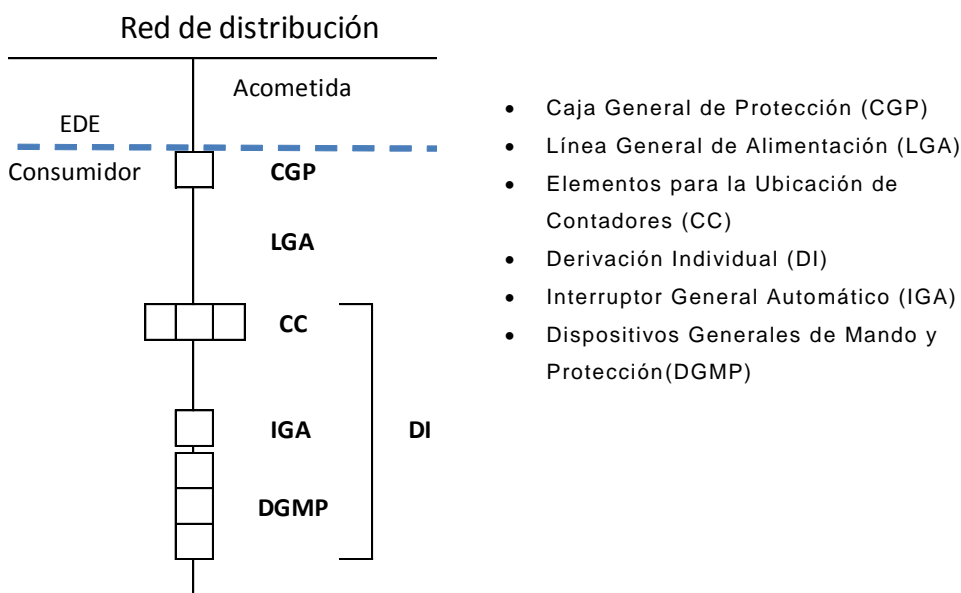 Red de distribución
Acometida
EDE
Consumidor
CGP
LGA
CC
IGA
DI
DGMP
• Caja General de Protección (CGP)
• Línea General de Alimentación (LGA)
• Elementos para la Ubicación de
Contadores (CC)
• Derivación Individual (DI)
• Interruptor General Automático (IGA)
• Dispositivos Generales de Mando y
Protección(DGMP)